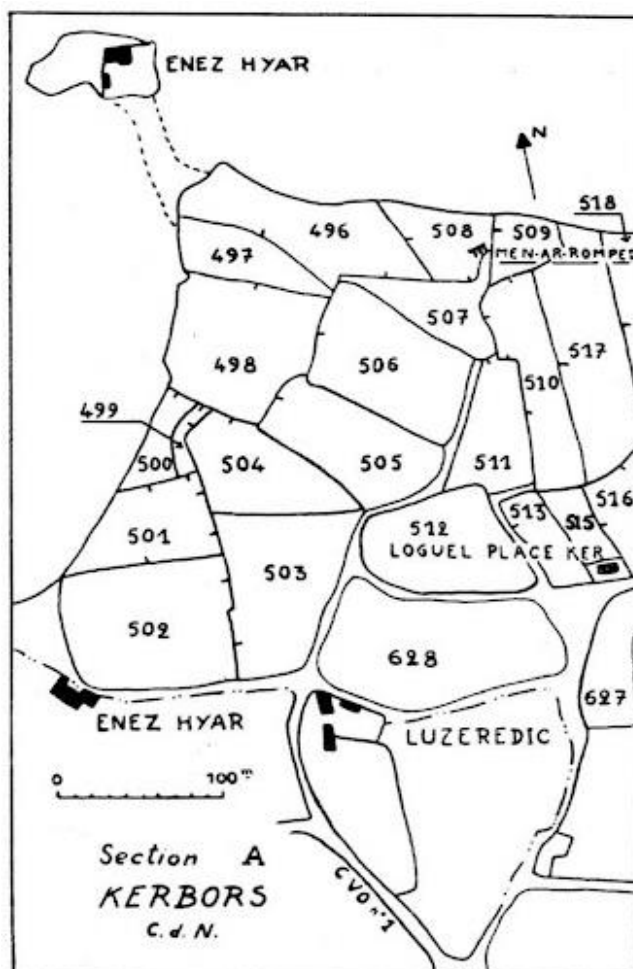 ENEZ HYAR
N
518
496
508
509
MEN-AR-ROMPED
497
507
498
506
517
510
499
500
504
505
511
516
512
513
515
501
LOGUEL PLACE KER
503
502
628
627
ENEZ HYAR
LUZEREDIC
0 100m
Section A
KERBORS
C.d.N.
CVO n°1